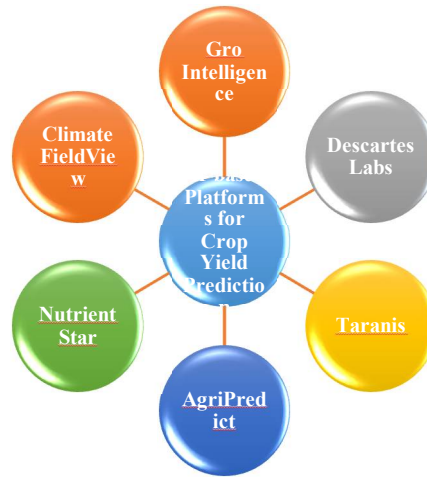 Gro
Intelligen
ce
Descartes
Labs
Taranis
AgriPred
ict
Nutrient
Star
Climate
FieldVie
w
Platform
s for
Crop
Yield
Predictio
n